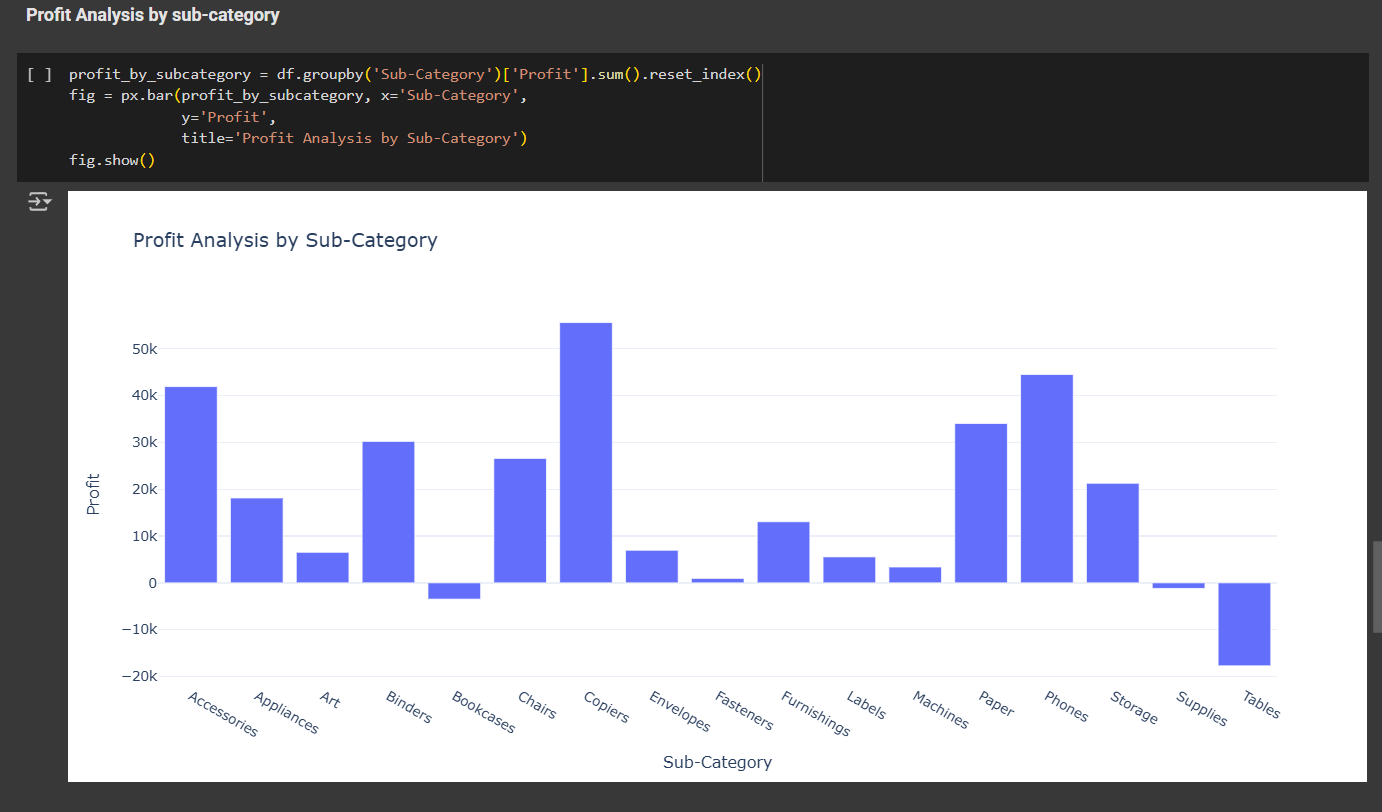 Profit Analysis by sub-category
[ ] profit_by_subcategory = df.groupby('Sub-Category')['Profit'].sum().reset_index()
fig = px.bar(profit_by_subcategory, x='Sub-Category',
y='Profit',
title='Profit Analysis by Sub-Category')
fig.show()
Profit Analysis by Sub-Category
50k
40k
30k
20k
10k
0
−10k
−20k
Profit
Accessories
Appliances
Art
Binders
Bookcases
Chairs
Copiers
Envelopes
Fasteners
Furnishings
Labels
Machines
Paper
Phones
Storage
Supplies
Tables
Sub-Category